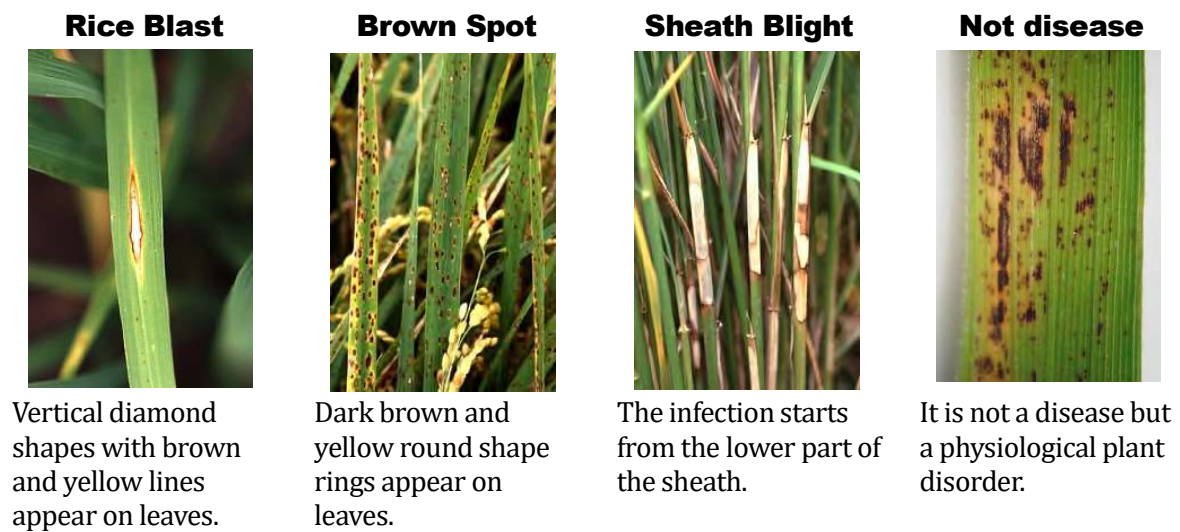 Rice Blast
Brown Spot
Sheath Blight
Not disease
Vertical diamond
shapes with brown
and yellow lines
appear on leaves.
Dark brown and
yellow round shape
rings appear on
leaves.
The infection starts
from the lower part of
the sheath.
It is not a disease but
a physiological plant
disorder.